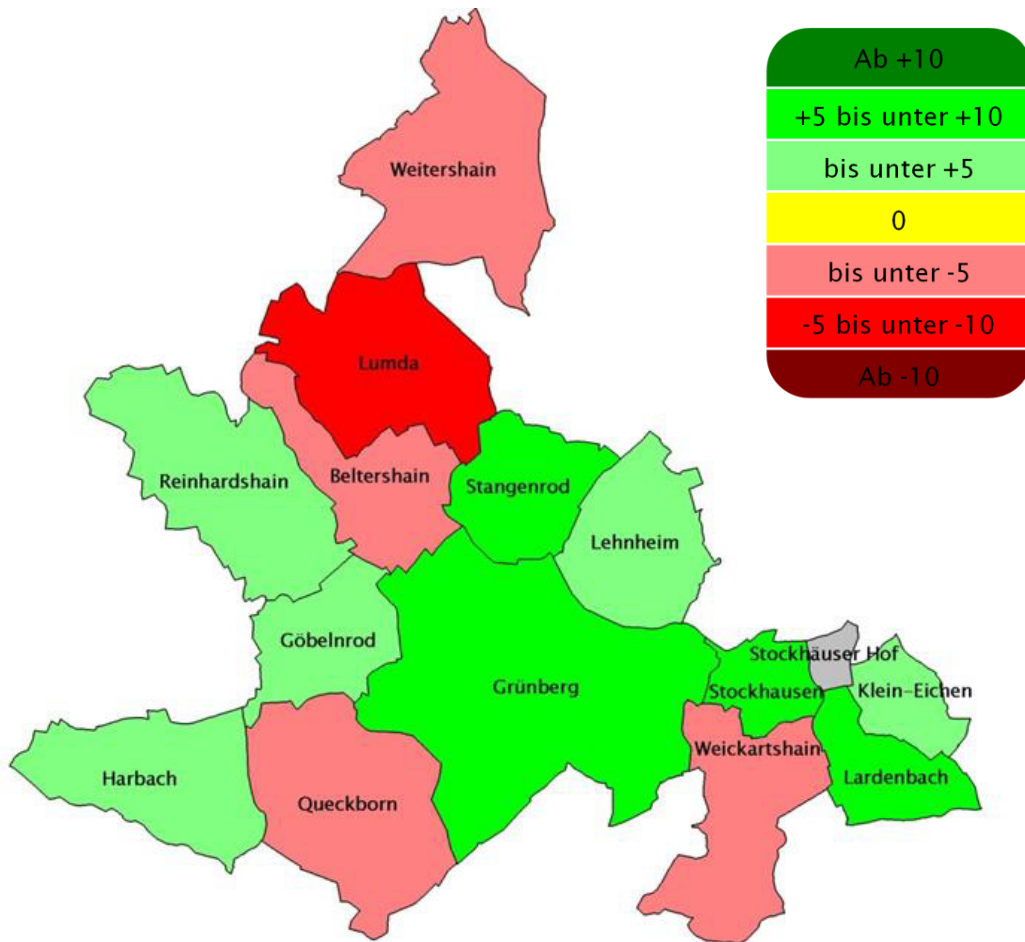 Ab +10
+5 bis unter +10
bis unter +5
0
bis unter -5
-5 bis unter -10
Ab -10
Weitershain
Lumda
Reinhardshain
Beltershain
Stangenrod
Lehnheim
Göbelnrod
Grünberg
Stockhäuser Hof
Stockhausen
Klein-Eichen
Weickartshain
Harbach
Queckborn
Lardenbach